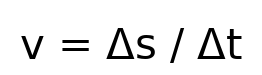 v = Δs / Δt